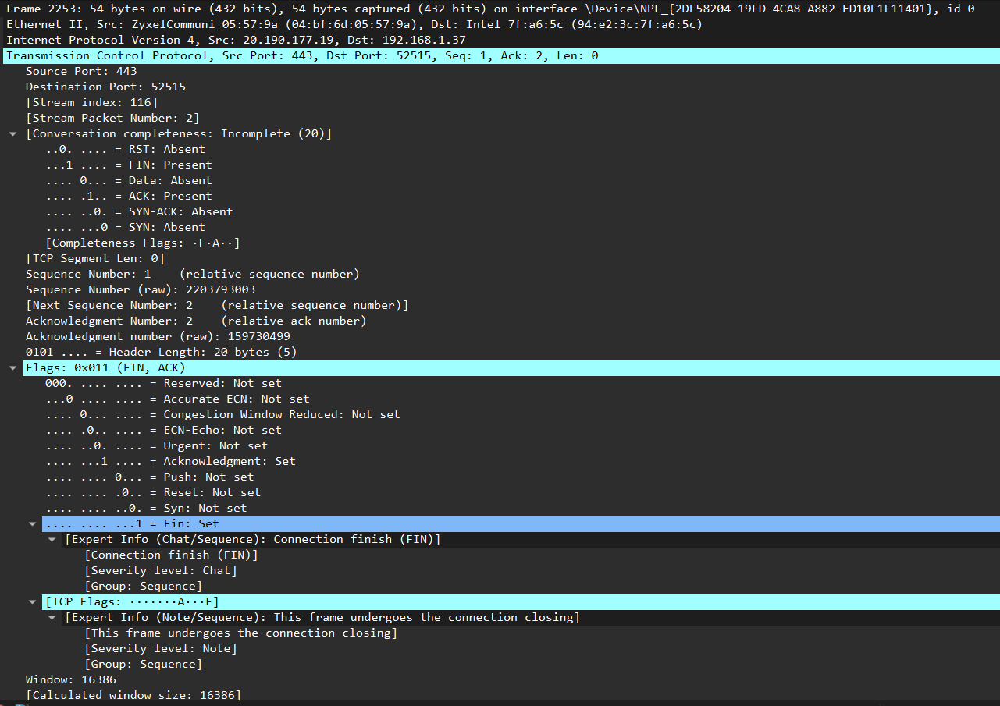 Frame 2253: 54 bytes on wire (432 bits), 54 bytes captured (432 bits) on interface \Device\NPF_{2DF58204-19FD-4CA8-A882-ED10F1F11401}, id 0
Ethernet II, Src: ZyxelCommuni_05:57:9a (04:bf:6d:05:57:9a), Dst: Intel_7f:a6:5c (94:e2:3c:7f:a6:5c)
Internet Protocol Version 4, Src: 20.190.177.19, Dst: 192.168.1.37
Transmission Control Protocol, Src Port: 443, Dst Port: 52515, Seq: 1, Ack: 2, Len: 0
Source Port: 443
Destination Port: 52515
[Stream index: 116]
[Stream Packet Number: 2]
[Conversation completeness: Incomplete (20)]
..0. .... = RST: Absent
...1 .... = FIN: Present
.... 0... = Data: Absent
.... .1.. = ACK: Present
.... ..0. = SYN-ACK: Absent
.... ...0 = SYN: Absent
[Completeness Flags: ·F·A··]
[TCP Segment Len: 0]
Sequence Number: 1    (relative sequence number)
Sequence Number (raw): 2203793003
[Next Sequence Number: 2    (relative sequence number)]
Acknowledgment Number: 2    (relative ack number)
Acknowledgment number (raw): 159730499
0101 .... = Header Length: 20 bytes (5)
Flags: 0x011 (FIN, ACK)
000. .... .... = Reserved: Not set
...0 .... .... = Accurate ECN: Not set
.... 0... .... = Congestion Window Reduced: Not set
.... .0.. .... = ECN-Echo: Not set
.... ..0. .... = Urgent: Not set
.... ...1 .... = Acknowledgment: Set
.... .... 0... = Push: Not set
.... .... .0.. = Reset: Not set
.... .... ..0. = Syn: Not set
.... .... ...1 = Fin: Set
[Expert Info (Chat/Sequence): Connection finish (FIN)]
[Connection finish (FIN)]
[Severity level: Chat]
[Group: Sequence]
[TCP Flags: ·······A···F]
[Expert Info (Note/Sequence): This frame undergoes the connection closing]
[This frame undergoes the connection closing]
[Severity level: Note]
[Group: Sequence]
Window: 16386
[Calculated window size: 16386]